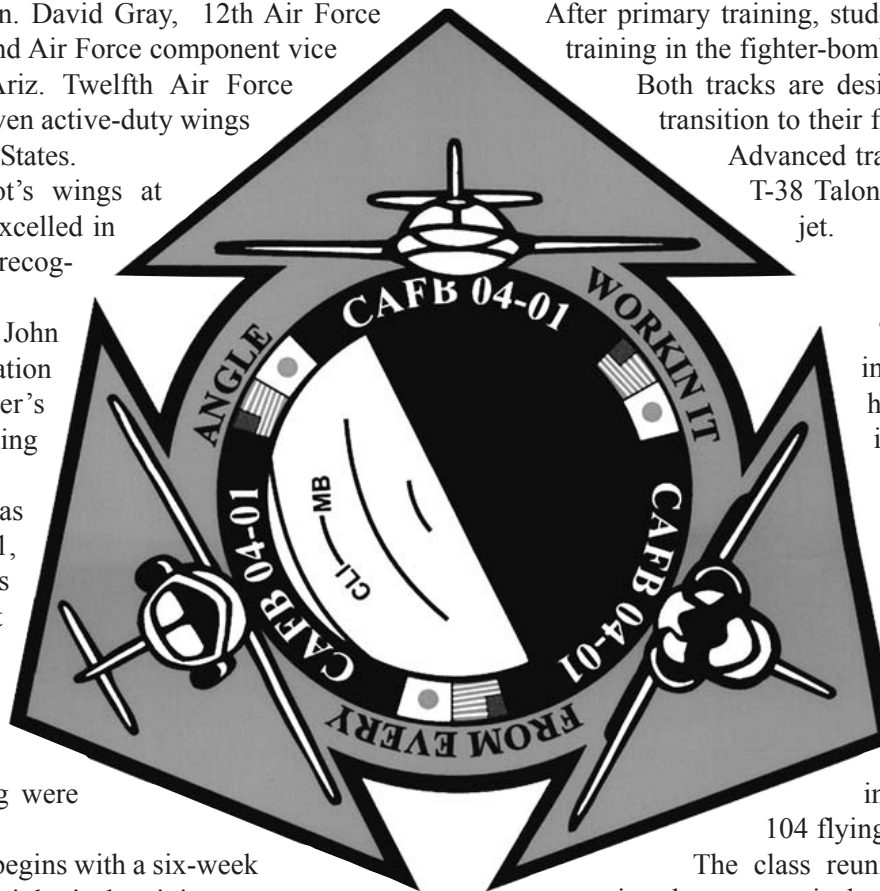 n. David Gray, 12th Air Force
nd Air Force component vice
Ariz. Twelfth Air Force
ven active-duty wings
States.
ot's wings at
xcelled in
recog-
John
ation
er's
ing
as
1,
s
t
g were
begins with a six-week
CAFB 04-01
WORKIN IT
CAFB 04-01
FROM EVERY
CAFB 04-01
ANGLE
MB
CLI
After primary training, stud
training in the fighter-bomb
Both tracks are desi
transition to their f
Advanced tra
T-38 Talon
jet.
in
h
i
in
104 flying
The class reun